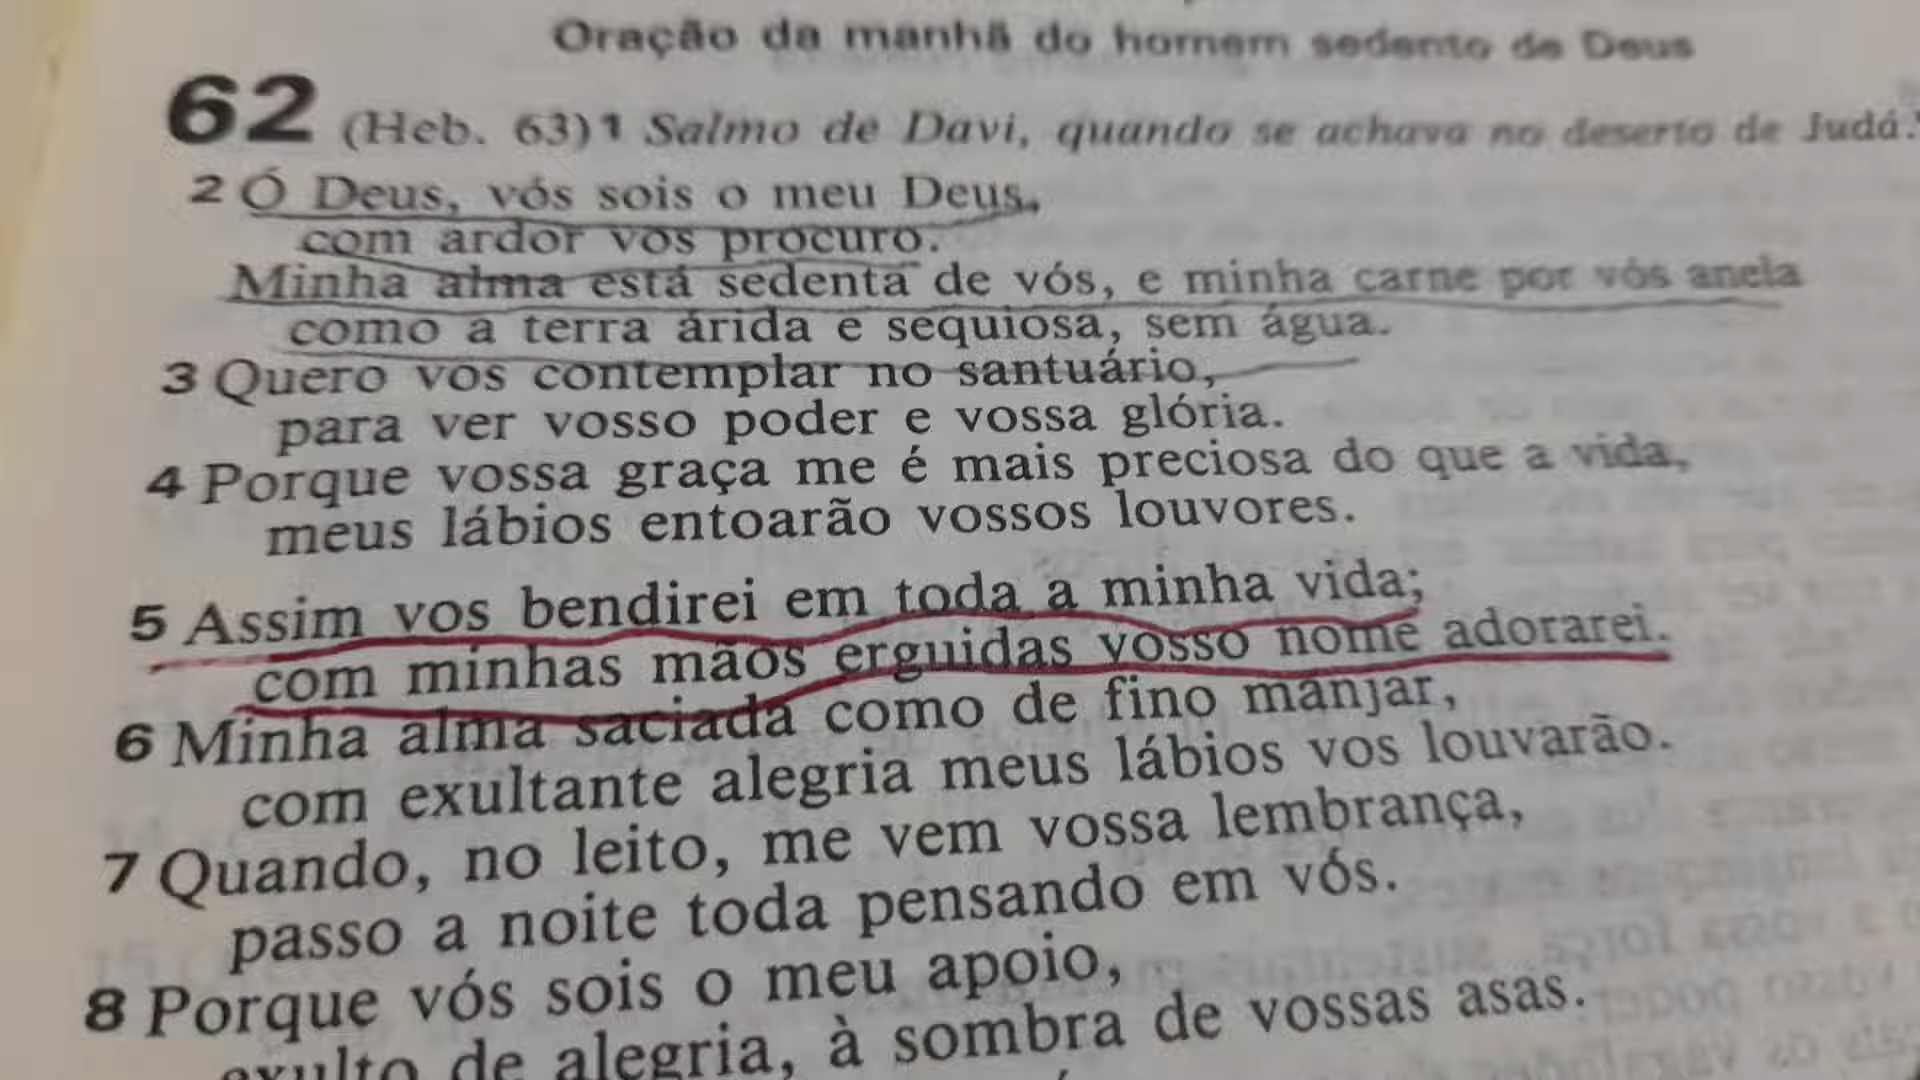 Oração da manhã do homem sedento de Deus
62 (Heb. 63) 1 Salmo de Davi, quando se achava no deserto de Judá.
2 Ó Deus, vós sois o meu Deus,
com ardor vos procuro.
Minha alma está sedenta de vós, e minha carne por vós anela
como a terra árida e sequiosa, sem água.
3 Quero vos contemplar no santuário,
para ver vosso poder e vossa glória.
4 Porque vossa graça me é mais preciosa do que a vida,
meus lábios entoarão vossos louvores.
5 Assim vos bendirei em toda a minha vida;
com minhas mãos erguidas vosso nome adorarei.
6 Minha alma saciada como de fino manjar,
com exultante alegria meus lábios vos louvarão.
7 Quando, no leito, me vem vossa lembrança,
passo a noite toda pensando em vós.
8 Porque vós sois o meu apoio,
exulto de alegria, à sombra de vossas asas.